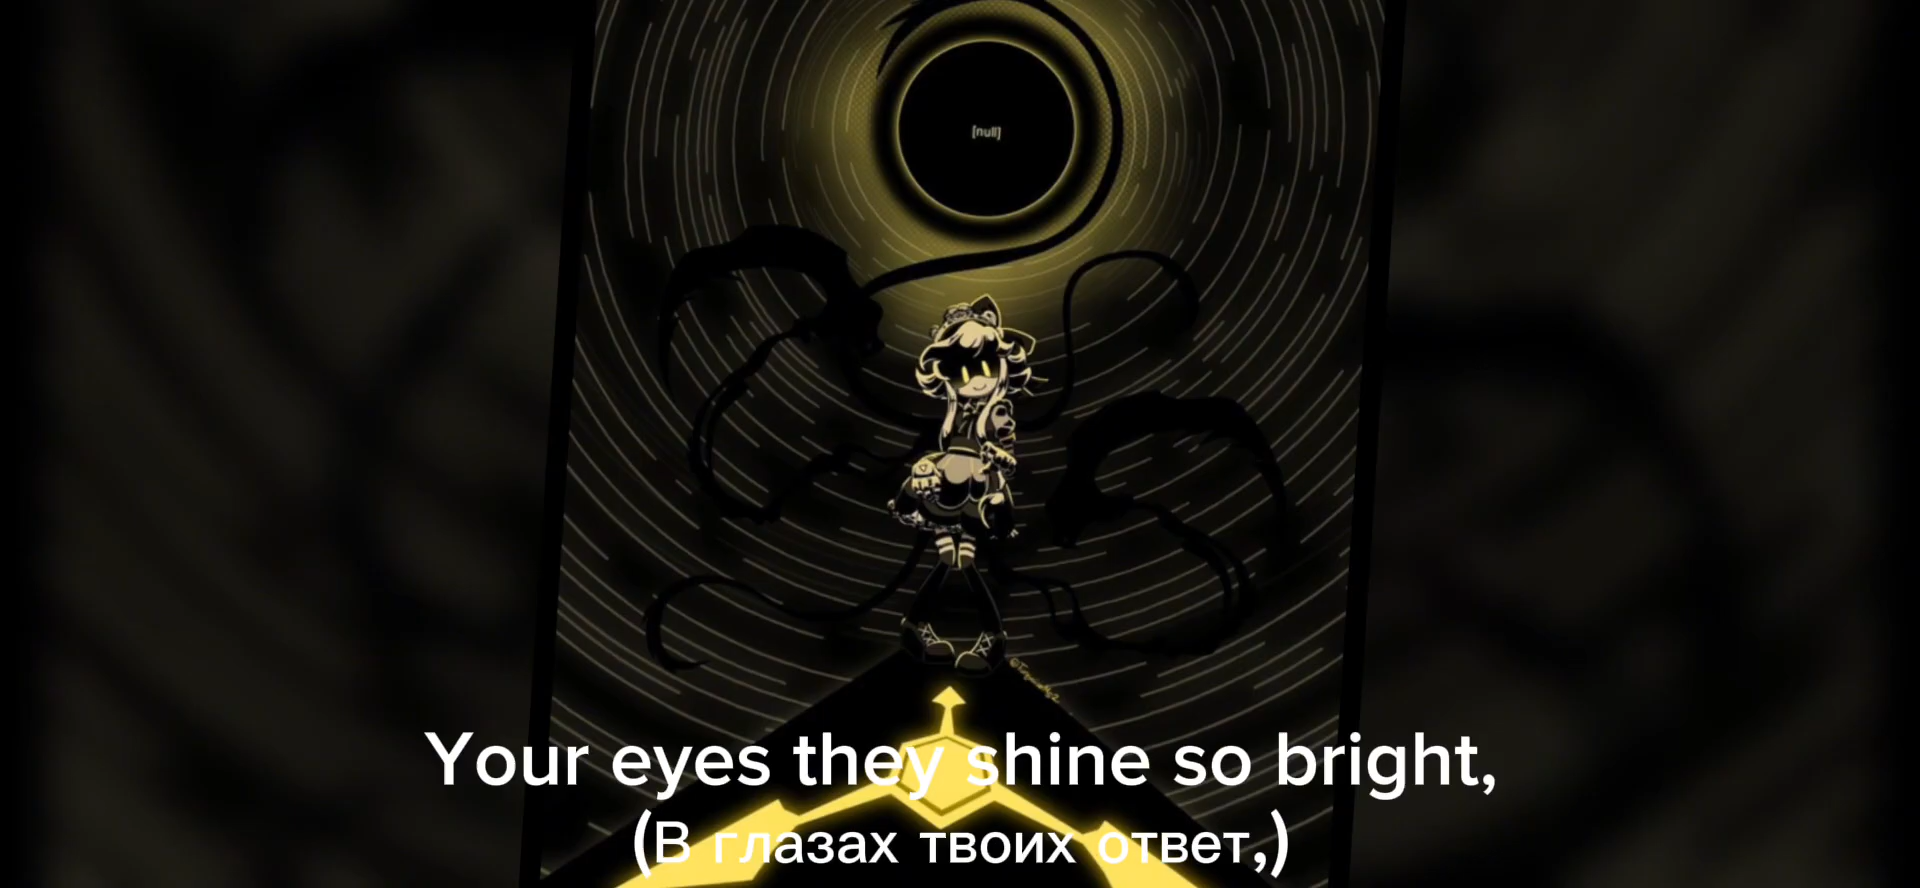 [null]
Your eyes they shine so bright,
(В глазах твоих ответ,)